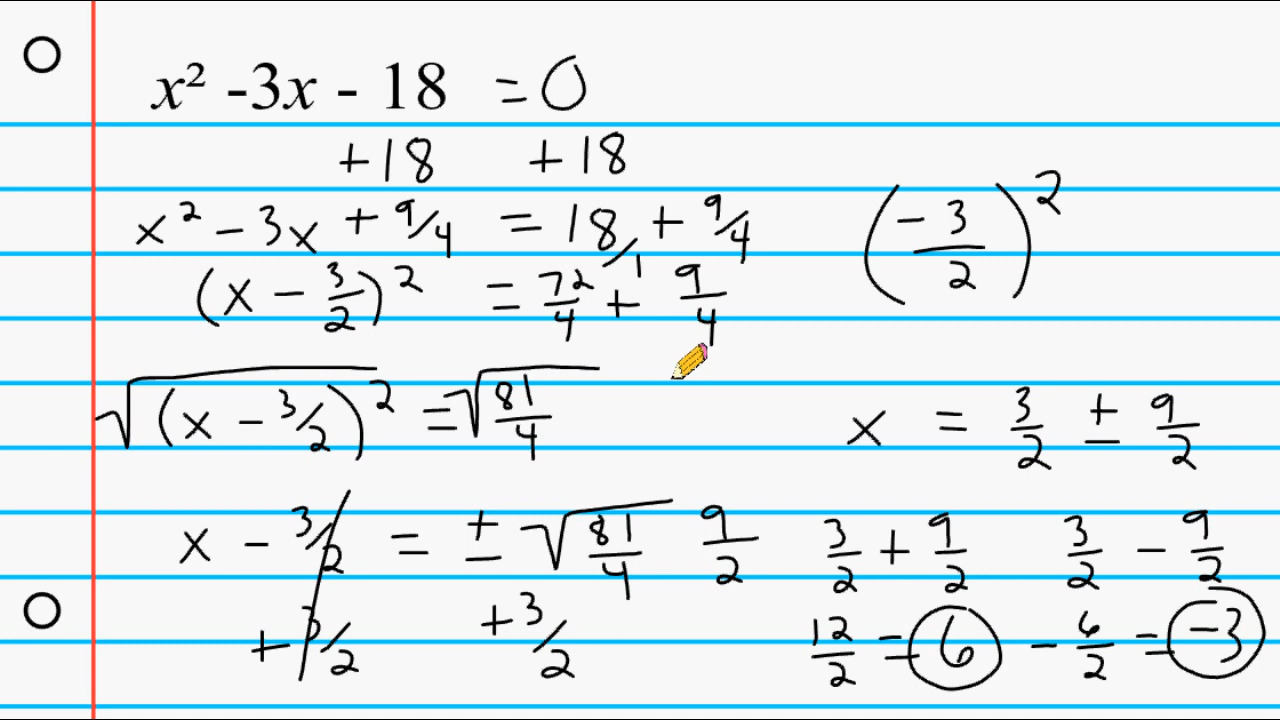 x² -3x - 18 = 0
+18 +18
x² - 3x + 9/4 = 18/1 + 9/4
(-3/2)²
(x - 3/2)² = 72/4 + 9/4
√(x - 3/2)² = √81/4
x = 3/2 ± 9/2
x - 3/2 = ± √81/4 9/2
+ 3/2 +3/2
3/2 + 9/2 3/2 - 9/2
12/2 = 6 - 6/2 = -3